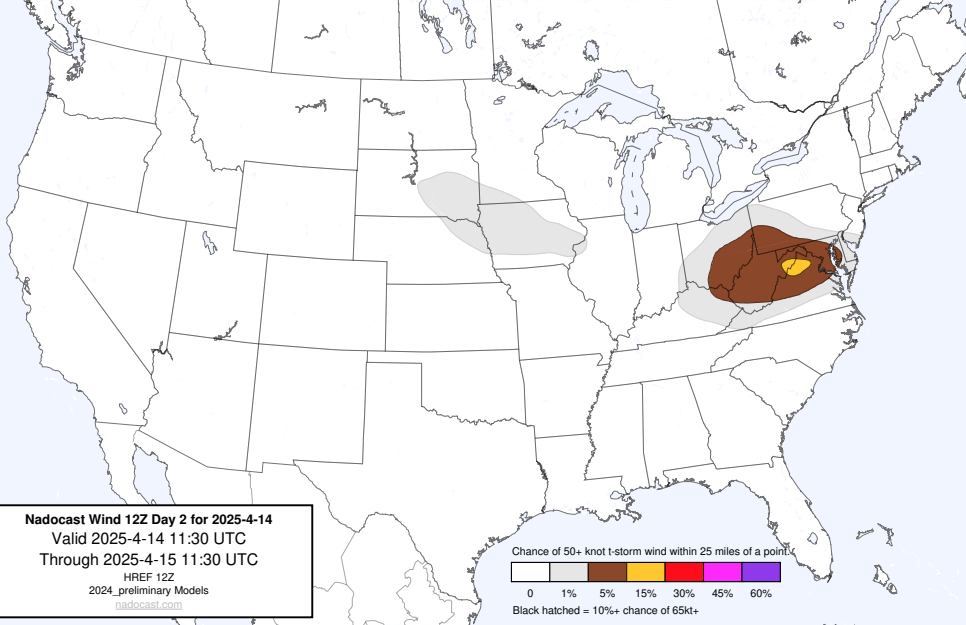 Nadocast Wind 12Z Day 2 for 2025-4-14
Valid 2025-4-14 11:30 UTC
Through 2025-4-15 11:30 UTC
HREF 12Z
2024_preliminary Models
nadocast.com
Chance of 50+ knot t-storm wind within 25 miles of a point.
0 1% 5% 15% 30% 45% 60%
Black hatched = 10%+ chance of 65kt+